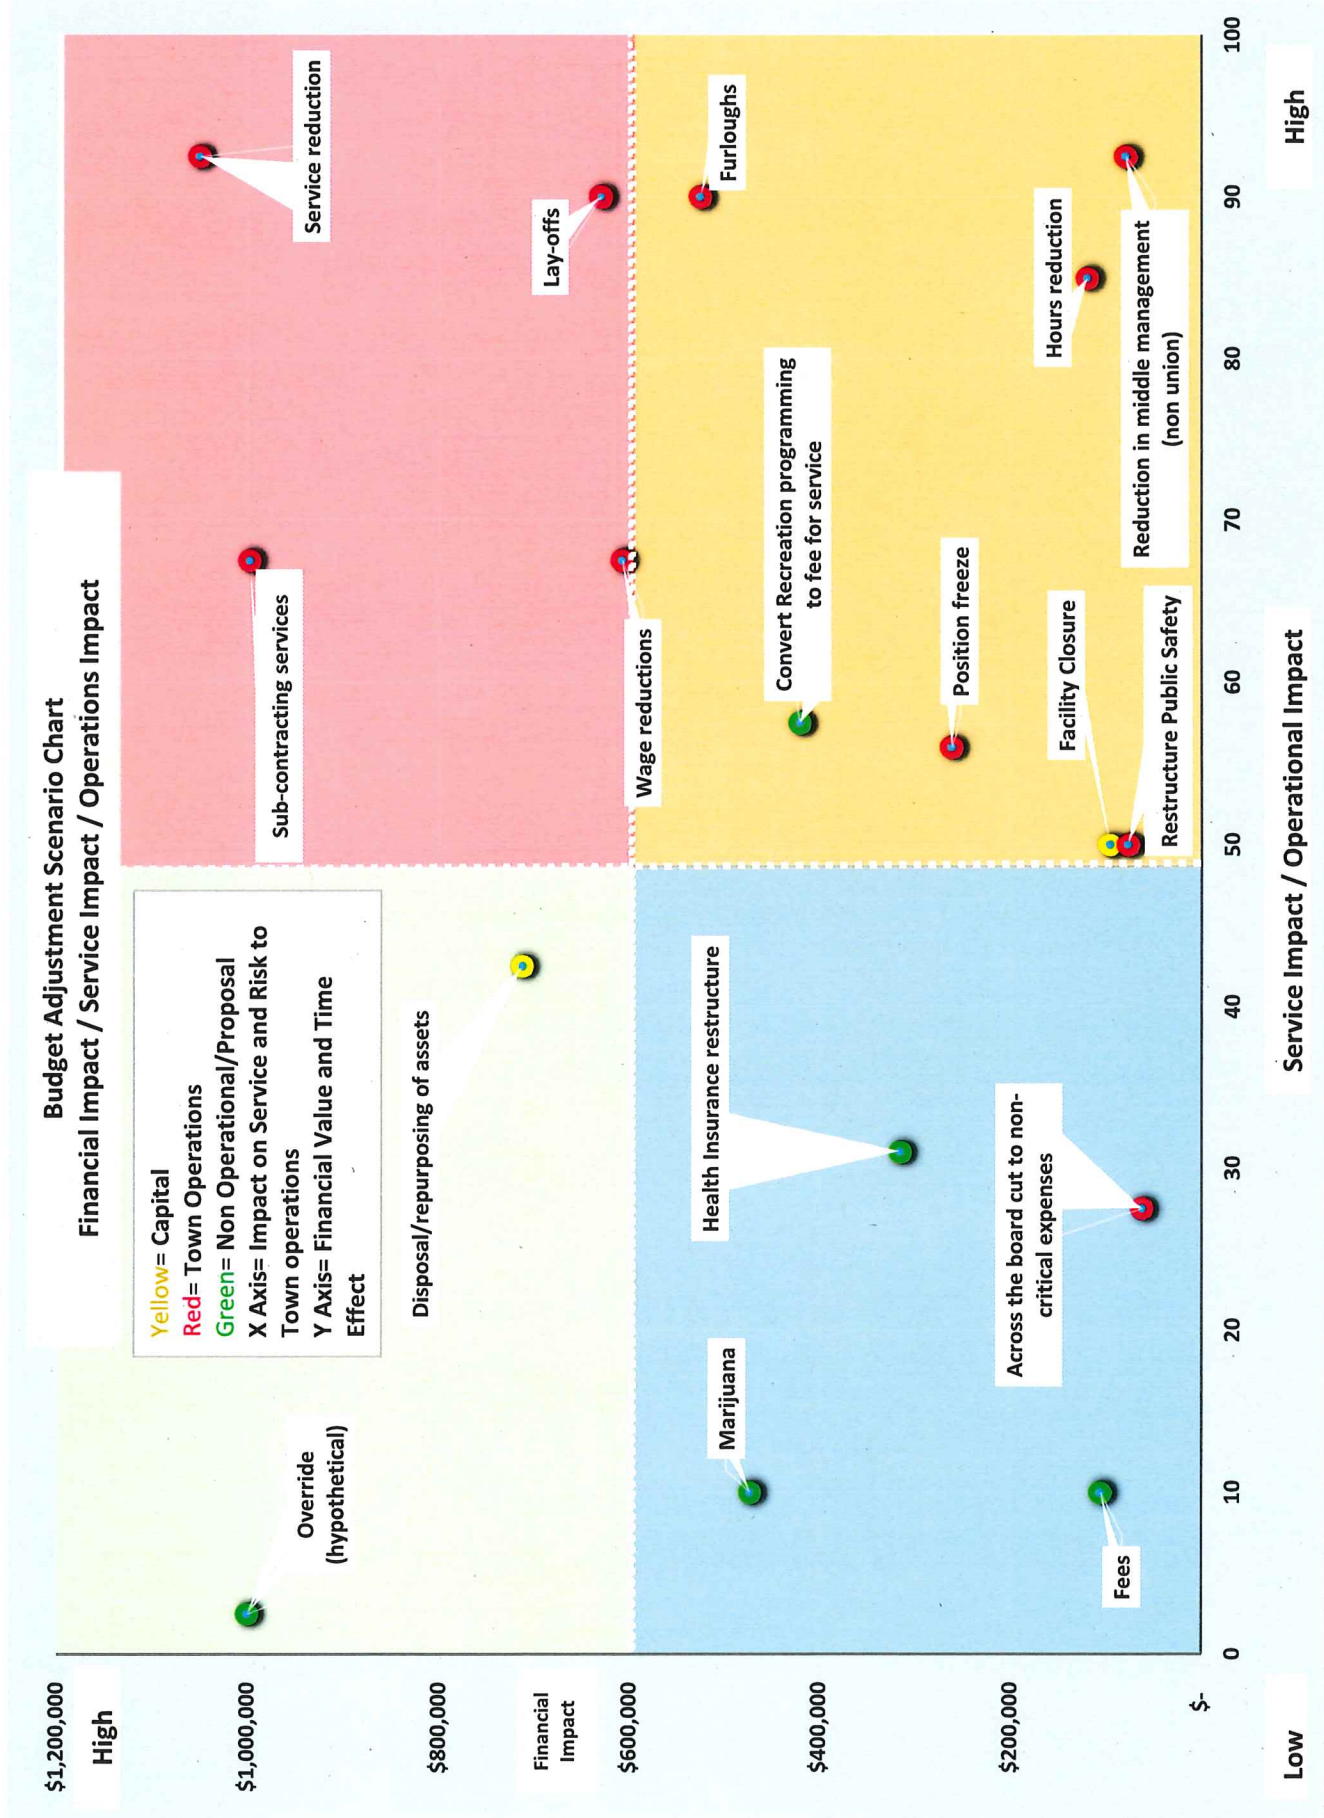 Budget Adjustment Scenario Chart
Financial Impact / Service Impact / Operations Impact
$1,200,000
High
$1,000,000
$800,000
Financial
Impact
$600,000
$400,000
$200,000
$-
Low
Yellow= Capital
Red= Town Operations
Green= Non Operational/Proposal
X Axis= Impact on Service and Risk to
Town operations
Y Axis= Financial Value and Time
Effect
Override
(hypothetical)
Disposal/repurposing of assets
Sub-contracting services
Service reduction
Lay-offs
Wage reductions
Furloughs
Marijuana
Health Insurance restructure
Convert Recreation programming
to fee for service
Position freeze
Hours reduction
Facility Closure
Across the board cut to non-
critical expenses
Fees
Restructure Public Safety
Reduction in middle management
(non union)
0
10
20
30
40
50
60
70
80
90
100
Service Impact / Operational Impact
High